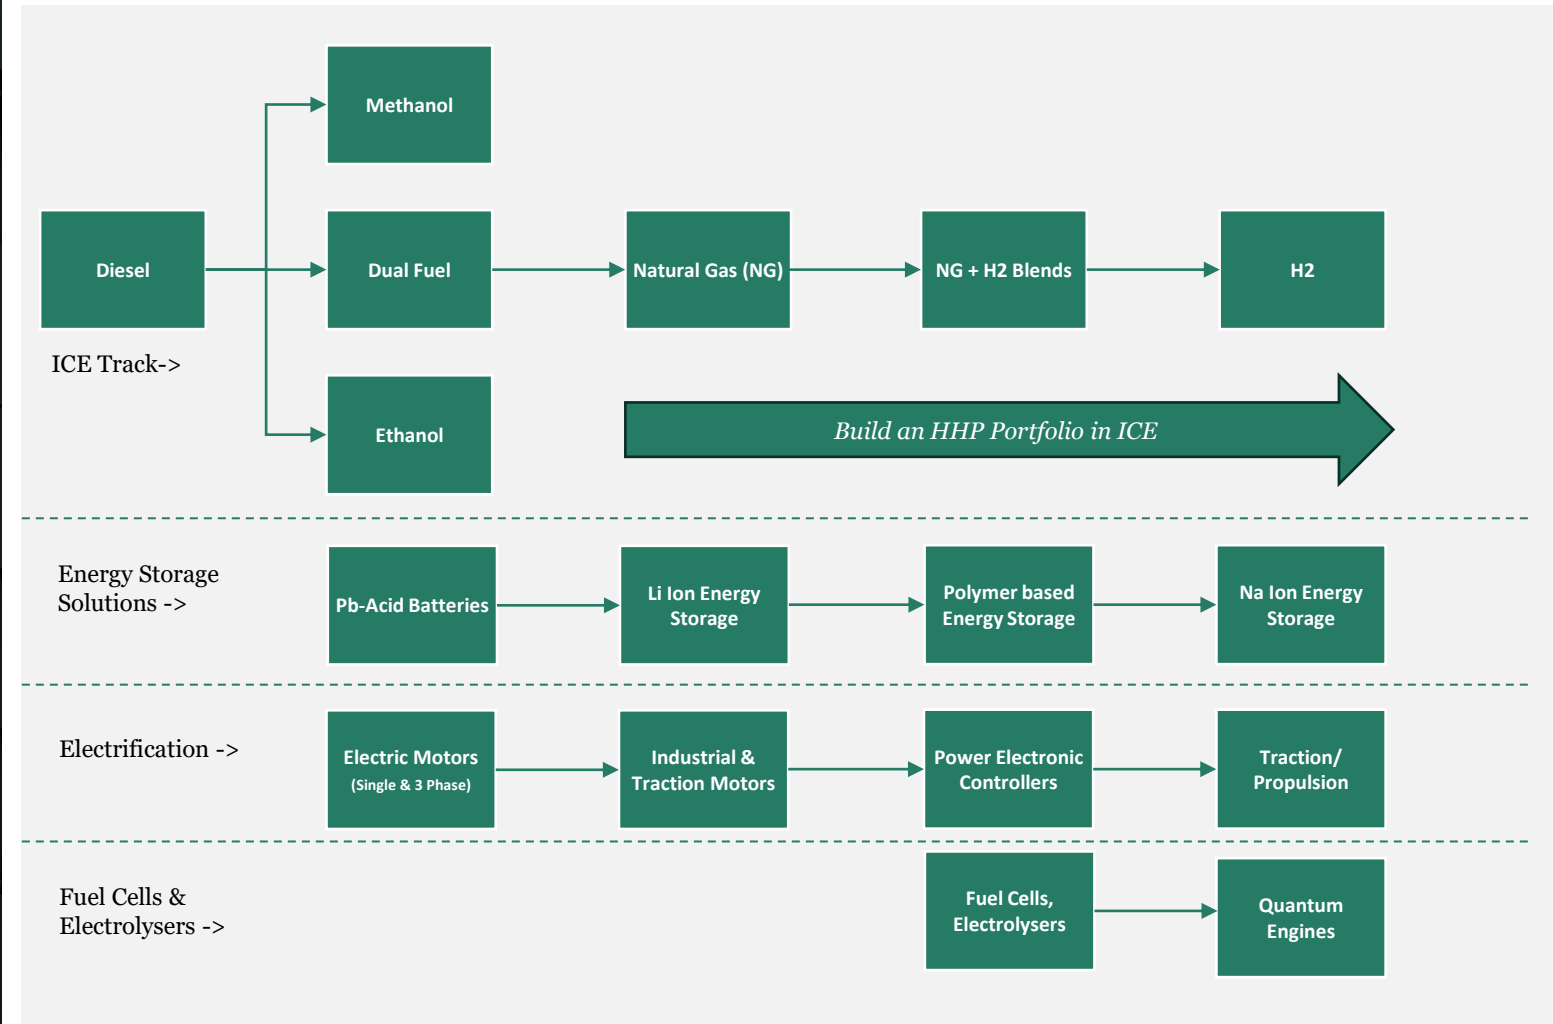 Methanol
Diesel
Dual Fuel
Natural Gas (NG)
NG + H2 Blends
H2
ICE Track->
Ethanol
Build an HHP Portfolio in ICE
Energy Storage
Solutions ->
Pb-Acid Batteries
Li Ion Energy
Storage
Polymer based
Energy Storage
Na Ion Energy
Storage
Electrification ->
Electric Motors
(Single & 3 Phase)
Industrial &
Traction Motors
Power Electronic
Controllers
Traction/
Propulsion
Fuel Cells &
Electrolysers ->
Fuel Cells,
Electrolysers
Quantum
Engines